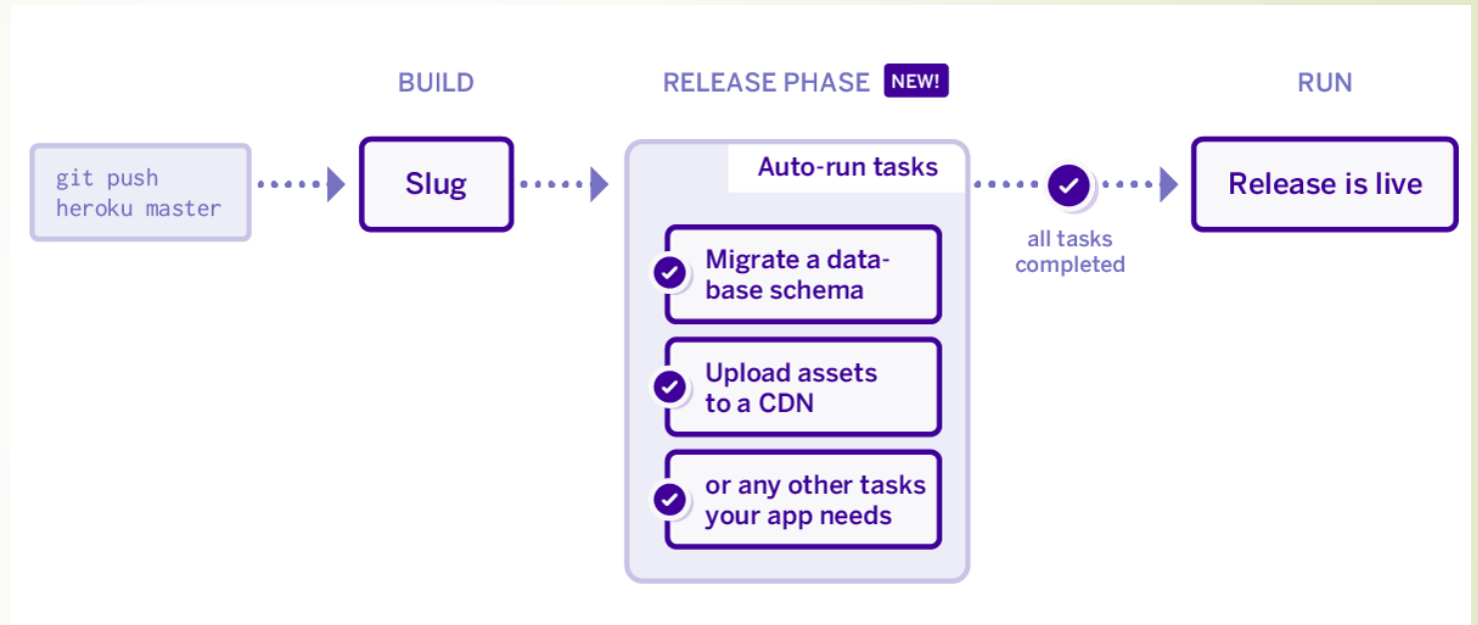 BUILD
RELEASE PHASE NEW!
RUN
git push
heroku master
Slug
Auto-run tasks
Migrate a data-
base schema
Upload assets
to a CDN
or any other tasks
your app needs
all tasks
completed
Release is live